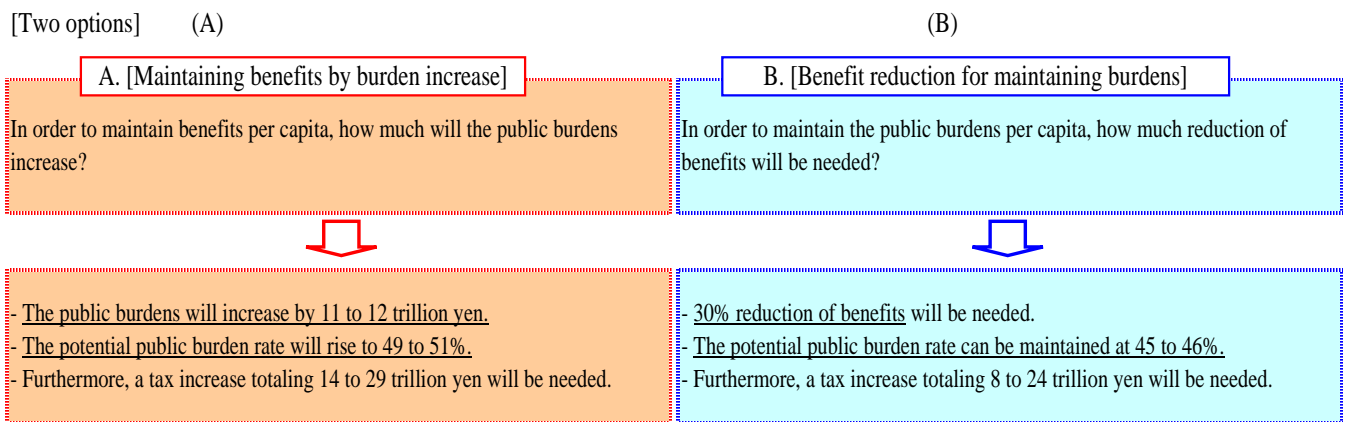 [Two options] (A) (B)
A. [Maintaining benefits by burden increase]
In order to maintain benefits per capita, how much will the public burdens
increase?
- The public burdens will increase by 11 to 12 trillion yen.
- The potential public burden rate will rise to 49 to 51%.
- Furthermore, a tax increase totaling 14 to 29 trillion yen will be needed.
B. [Benefit reduction for maintaining burdens]
In order to maintain the public burdens per capita, how much reduction of
benefits will be needed?
- 30% reduction of benefits will be needed.
- The potential public burden rate can be maintained at 45 to 46%.
- Furthermore, a tax increase totaling 8 to 24 trillion yen will be needed.